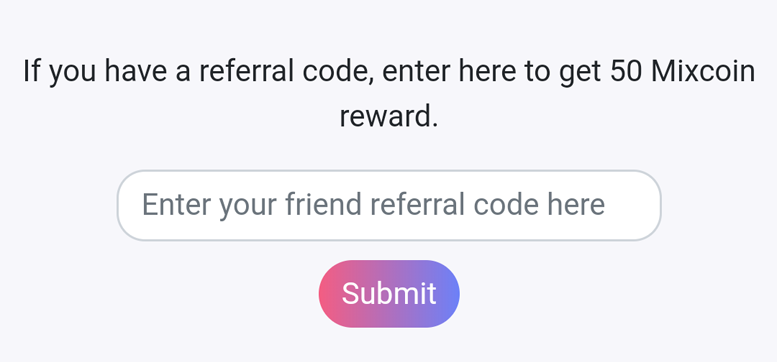 If you have a referral code, enter here to get 50 Mixcoin
reward.
Enter your friend referral code here
Submit